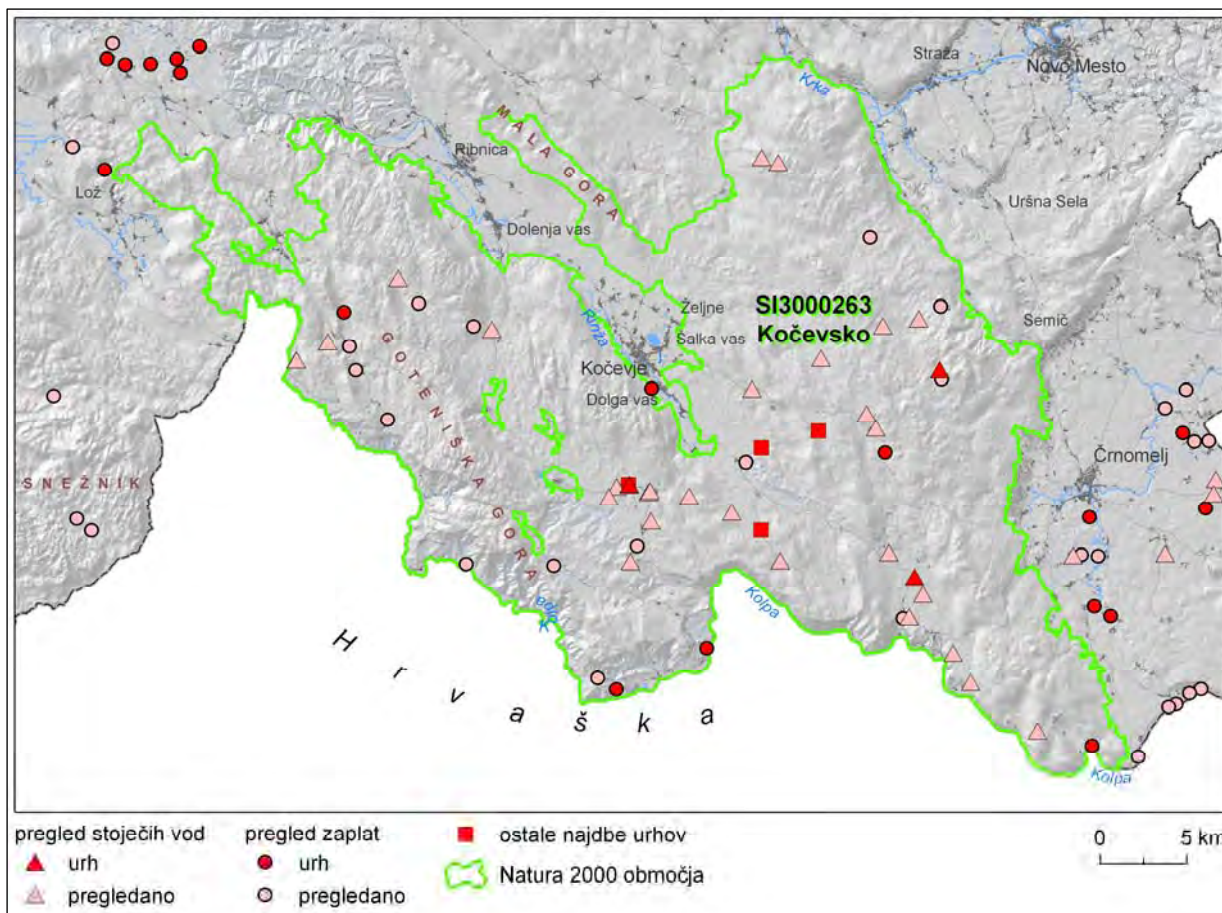 Straža
Novo Mesto
Krka
MALA GORA
Ribnica
Lož
Uršna Sela
Dolenja vas
Željne
SI3000263
Kočevsko
Rinža
Šalka vas
Semič
Kočevje
Dolga vas
GOTENIŠKA GORA
Črnomelj
SNEŽNIK
Kolpa
Kolpa
Hrvaška
Kolpa
pregled stoječih vod
urh
pregledano
pregled zaplat
urh
pregledano
ostale najdbe urhov
Natura 2000 območja
0 5 km